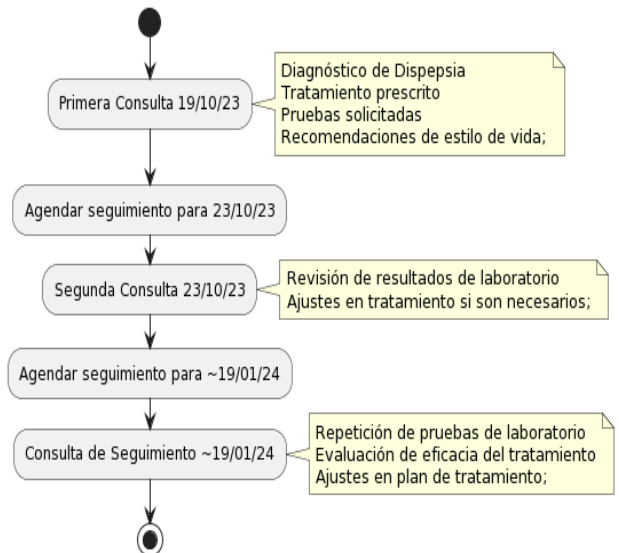 Primera Consulta 19/10/23
Diagnóstico de Dispepsia
Tratamiento prescrito
Pruebas solicitadas
Recomendaciones de estilo de vida;
Agendar seguimiento para 23/10/23
Segunda Consulta 23/10/23
Revisión de resultados de laboratorio
Ajustes en tratamiento si son necesarios;
Agendar seguimiento para ~19/01/24
Consulta de Seguimiento ~19/01/24
Repetición de pruebas de laboratorio
Evaluación de eficacia del tratamiento
Ajustes en plan de tratamiento;